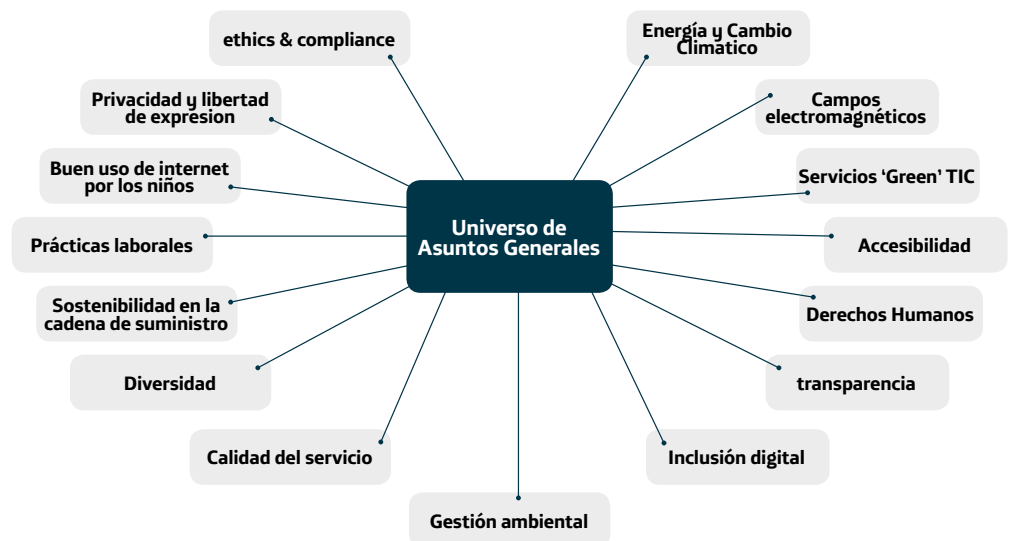 ethics & compliance
Energía y Cambio
Climático
Privacidad y libertad
de expresion
Campos
electromagnéticos
Buen uso de internet
por los niños
Servicios ‘Green’ TIC
Universo de
Asuntos Generales
Prácticas laborales
Accesibilidad
Sostenibilidad en la
cadena de suministro
Derechos Humanos
Diversidad
transparencia
Calidad del servicio
Inclusión digital
Gestión ambiental